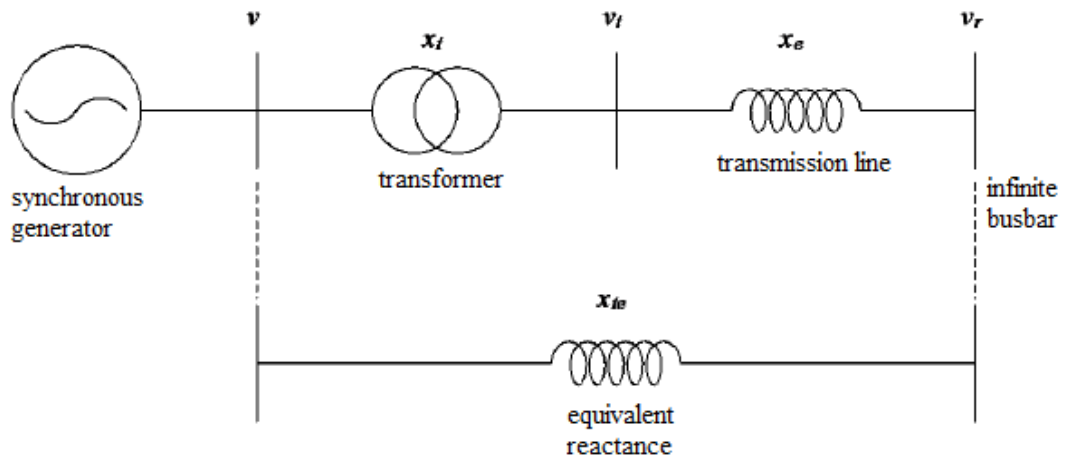 v
x_t
v_t
x_e
v_r
synchronous
generator
transformer
transmission line
infinite
busbar
x_te
equivalent
reactance